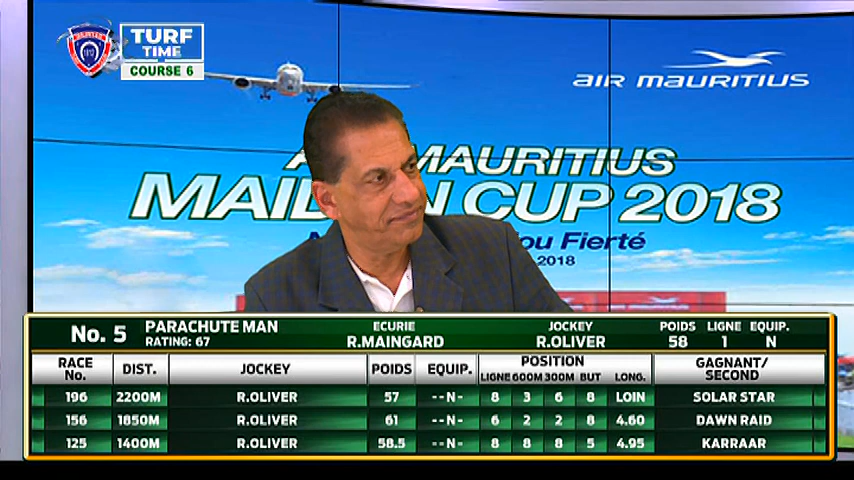 TURF
TIME
COURSE 6
1812
AIR MAURITIUS
MAURITIUS
CUP 2018
Fierté
2018
No. 5 PARACHUTE MAN ECURIE JOCKEY POIDS LIGNE EQUIP.
RATING: 67 R.MAINGARD R.OLIVER 58 1 N
RACE No. DIST. JOCKEY POIDS EQUIP. POSITION GAGNANT/
LIGNE 600M 300M BUT LONG. SECOND
196 2200M R.OLIVER 57 --N- 8 3 6 8 LOIN SOLAR STAR
156 1850M R.OLIVER 61 --N- 6 2 2 8 4.60 DAWN RAID
125 1400M R.OLIVER 58.5 --N- 8 8 8 5 4.95 KARRAAR